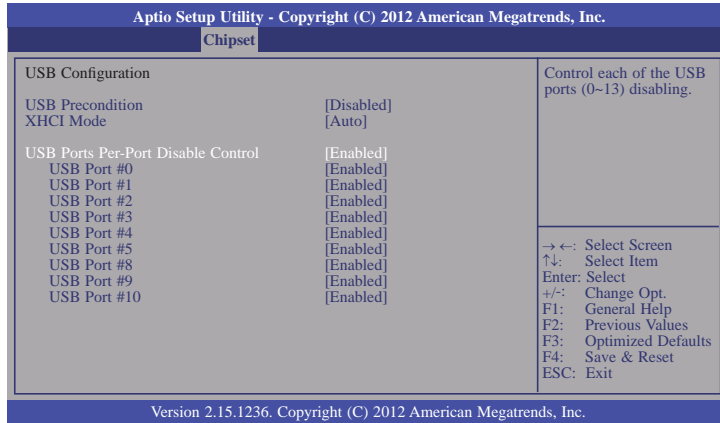 Aptio Setup Utility - Copyright (C) 2012 American Megatrends, Inc.
Chipset
USB Configuration
USB Precondition [Disabled]
XHCI Mode [Auto]
USB Ports Per-Port Disable Control [Enabled]
USB Port #0 [Enabled]
USB Port #1 [Enabled]
USB Port #2 [Enabled]
USB Port #3 [Enabled]
USB Port #4 [Enabled]
USB Port #5 [Enabled]
USB Port #8 [Enabled]
USB Port #9 [Enabled]
USB Port #10 [Enabled]
Control each of the USB
ports (0~13) disabling.
→ ←: Select Screen
↑↓: Select Item
Enter: Select
+/-: Change Opt.
F1: General Help
F2: Previous Values
F3: Optimized Defaults
F4: Save & Reset
ESC: Exit
Version 2.15.1236. Copyright (C) 2012 American Megatrends, Inc.